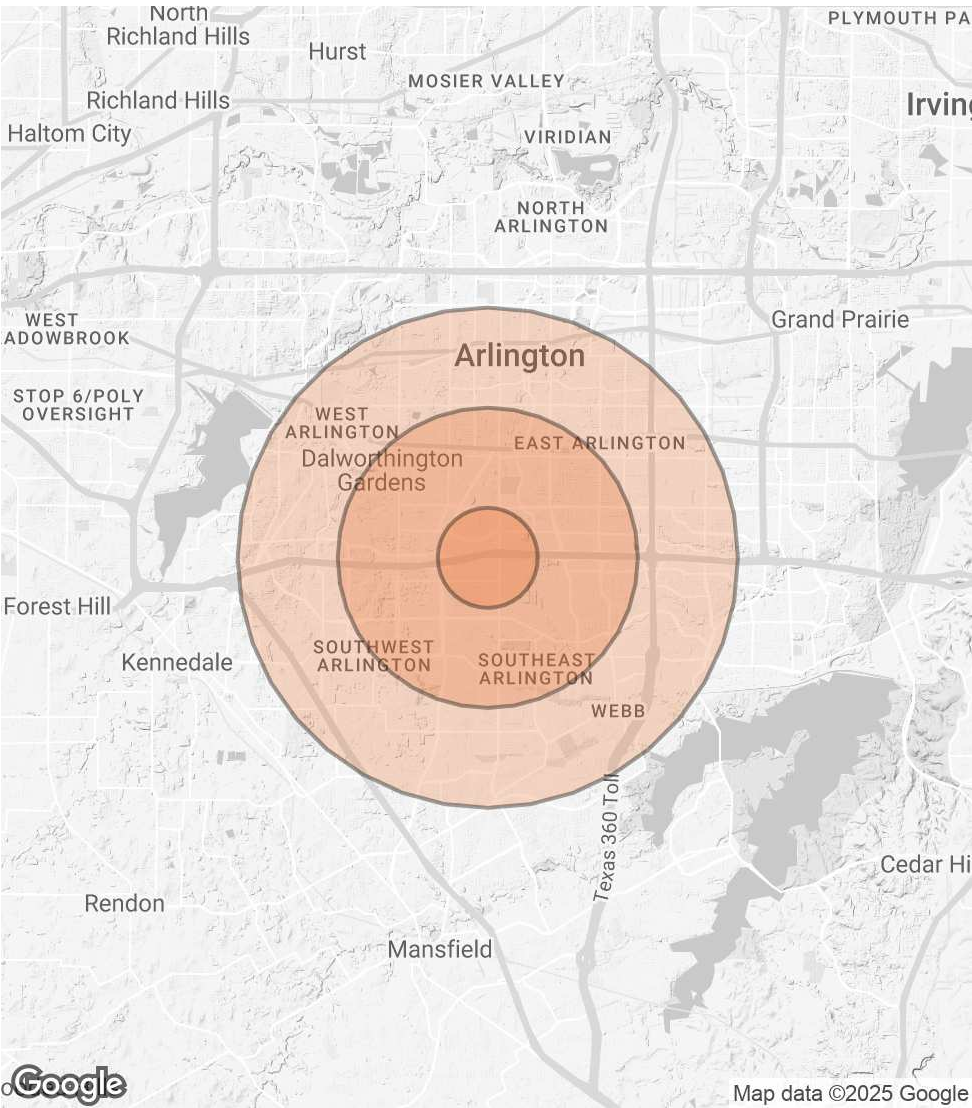 North
Richland Hills
PLYMOUTH PA
Hurst
MOSIER VALLEY
Richland Hills
Irving
Haltom City
VIRIDIAN
NORTH
ARLINGTON
WEST
ADOWBROOK
Grand Prairie
Arlington
STOP 6/POLY
OVERSIGHT
WEST
ARLINGTON
EAST ARLINGTON
Dalworthington
Gardens
Forest Hill
Kennedale
SOUTHWEST
ARLINGTON
SOUTHEAST
ARLINGTON
WEBB
Texas 360 Toll
Cedar Hi
Rendon
Mansfield
Google
Map data ©2025 Google